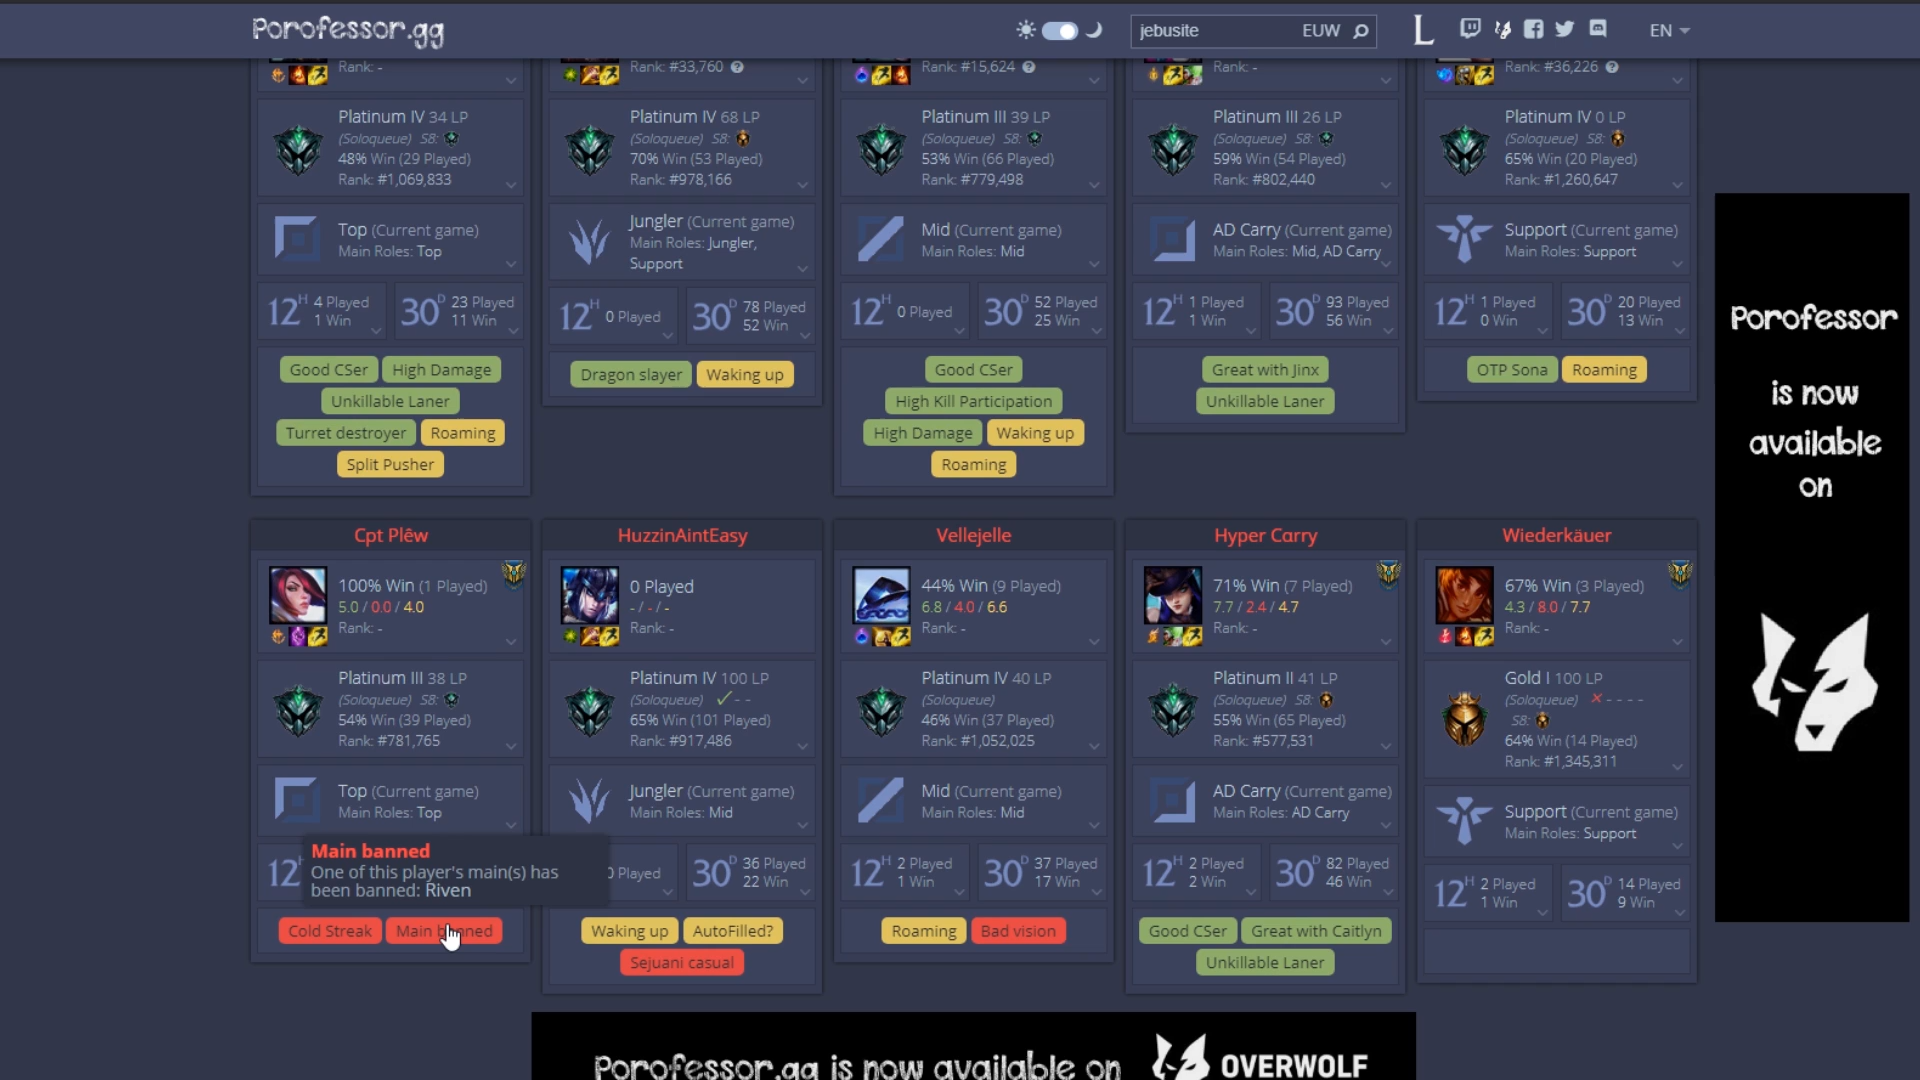 Porofessor.gg
jebusite EUW
L
EN
Rank: -
Rank: #33,760 ?
Rank: #15,624 ?
Rank: -
Rank: #36,226 ?
Platinum IV 34 LP
(Soloqueue) S8:
48% Win (29 Played)
Rank: #1,069,833
Platinum IV 68 LP
(Soloqueue) S8:
70% Win (53 Played)
Rank: #978,166
Platinum III 39 LP
(Soloqueue) S8:
53% Win (66 Played)
Rank: #779,498
Platinum III 26 LP
(Soloqueue) S8:
59% Win (54 Played)
Rank: #802,440
Platinum IV 0 LP
(Soloqueue) S8:
65% Win (20 Played)
Rank: #1,260,647
Top (Current game)
Main Roles: Top
Jungler (Current game)
Main Roles: Jungler,
Support
Mid (Current game)
Main Roles: Mid
AD Carry (Current game)
Main Roles: Mid, AD Carry
Support (Current game)
Main Roles: Support
12H 4 Played
1 Win
30D 23 Played
11 Win
12H 0 Played
30D 78 Played
52 Win
12H 0 Played
30D 52 Played
25 Win
12H 1 Played
1 Win
30D 93 Played
56 Win
12H 1 Played
0 Win
30D 20 Played
13 Win
Good CSer High Damage
Unkillable Laner
Turret destroyer Roaming
Split Pusher
Dragon slayer Waking up
Good CSer
High Kill Participation
High Damage Waking up
Roaming
Great with Jinx
Unkillable Laner
OTP Sona Roaming
Cpt Plêw
HuzzinAintEasy
Vellejelle
Hyper Carry
Wiederkäuer
100% Win (1 Played)
5.0 / 0.0 / 4.0
Rank: -
0 Played
- / - / -
Rank: -
44% Win (9 Played)
6.8 / 4.0 / 6.6
Rank: -
71% Win (7 Played)
7.7 / 2.4 / 4.7
Rank: -
67% Win (3 Played)
4.3 / 8.0 / 7.7
Rank: -
Platinum III 38 LP
(Soloqueue) S8:
54% Win (39 Played)
Rank: #781,765
Platinum IV 100 LP
(Soloqueue) ✓ - -
65% Win (101 Played)
Rank: #917,486
Platinum IV 40 LP
(Soloqueue)
46% Win (37 Played)
Rank: #1,052,025
Platinum II 41 LP
(Soloqueue) S8:
55% Win (65 Played)
Rank: #577,531
Gold I 100 LP
(Soloqueue) × - - - -
S8:
64% Win (14 Played)
Rank: #1,345,311
Top (Current game)
Main Roles: Top
Jungler (Current game)
Main Roles: Mid
Mid (Current game)
Main Roles: Mid
AD Carry (Current game)
Main Roles: AD Carry
Support (Current game)
Main Roles: Support
12H
Main banned
One of this player's main(s) has
been banned: Riven
0 Played
30D 36 Played
22 Win
12H 2 Played
1 Win
30D 37 Played
17 Win
12H 2 Played
2 Win
30D 82 Played
46 Win
12H 2 Played
1 Win
30D 14 Played
9 Win
Cold Streak Main banned
Waking up AutoFilled?
Sejuani casual
Roaming Bad vision
Good CSer Great with Caitlyn
Unkillable Laner
Porofessor
is now
available
on
Porofessor.gg is now available on OVERWOLF